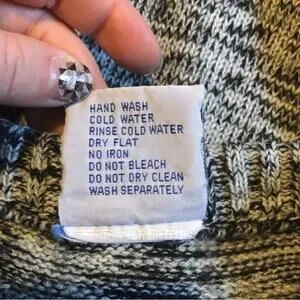 HAND WASH
COLD WATER
RINSE COLD WATER
DRY FLAT
NO IRON
DO NOT BLEACH
DO NOT DRY CLEAN
WASH SEPARATELY